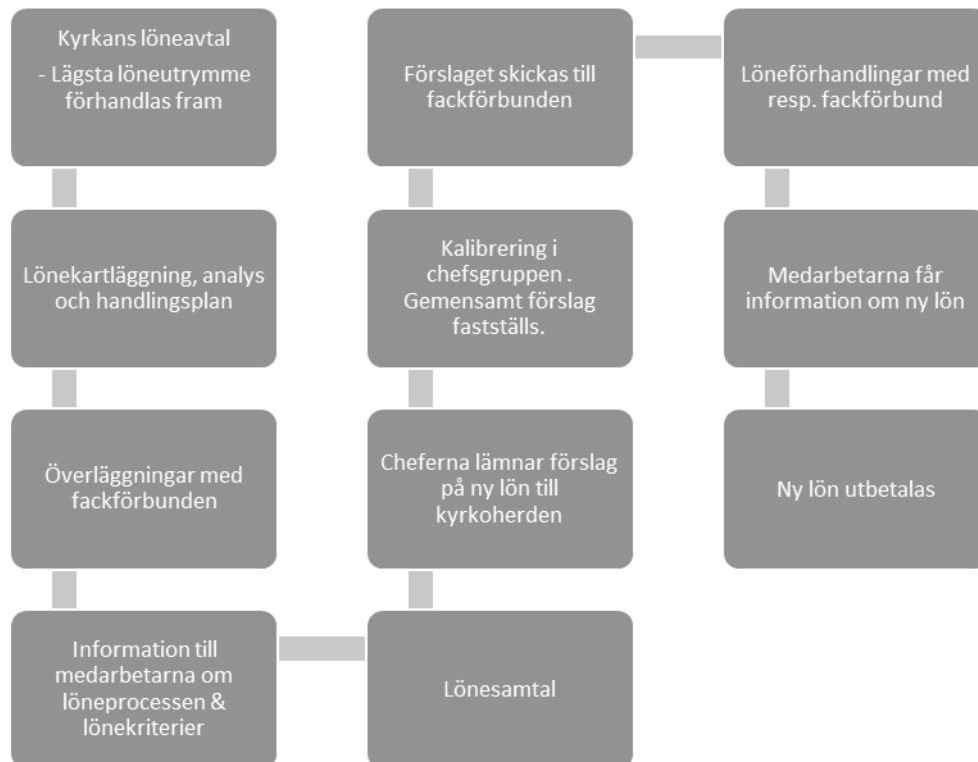 Kyrkans löneavtal
- Lägsta löneutrymme
förhandlas fram
Lönekartläggning, analys
och handlingsplan
Överläggningar med
fackförbunden
Information till
medarbetarna om
löneprocessen &
lönekriterier
Lönesamtal
Cheferna lämnar förslag
på ny lön till
kyrkoherden
Kalibrering i
chefsgruppen .
Gemensamt förslag
fastställs.
Förslaget skickas till
fackförbunden
Löneförhandlingar med
resp. fackförbund
Medarbetarna får
information om ny lön
Ny lön utbetalas